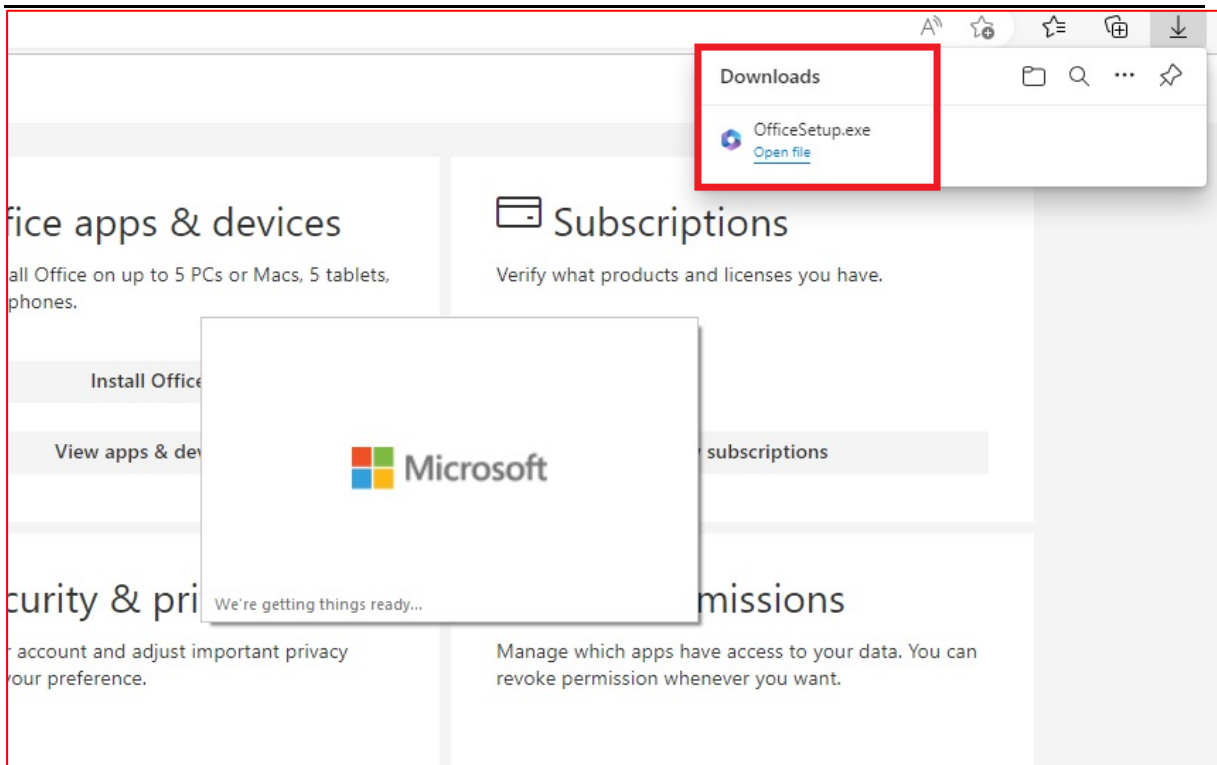 Downloads
OfficeSetup.exe
Open file
fice apps & devices
all Office on up to 5 PCs or Macs, 5 tablets,
phones.
Install Office
View apps & dev
Subscriptions
Verify what products and licenses you have.
subscriptions
Microsoft
We're getting things ready...
curity & pri
account and adjust important privacy
your preference.
missions
Manage which apps have access to your data. You can
revoke permission whenever you want.